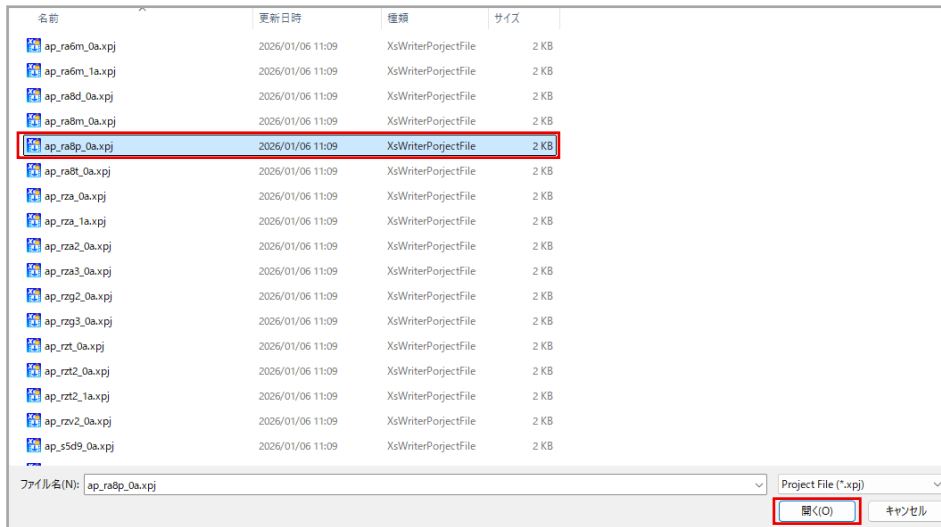 名前 更新日時 種類 サイズ
ap_ra6m_0a.xpj 2026/01/06 11:09 XsWriterPorjectFile 2 KB
ap_ra6m_1a.xpj 2026/01/06 11:09 XsWriterPorjectFile 2 KB
ap_ra8d_0a.xpj 2026/01/06 11:09 XsWriterPorjectFile 2 KB
ap_ra8m_0a.xpj 2026/01/06 11:09 XsWriterPorjectFile 2 KB
ap_ra8p_0a.xpj 2026/01/06 11:09 XsWriterPorjectFile 2 KB
ap_ra8t_0a.xpj 2026/01/06 11:09 XsWriterPorjectFile 2 KB
ap_rza_0a.xpj 2026/01/06 11:09 XsWriterPorjectFile 2 KB
ap_rza_1a.xpj 2026/01/06 11:09 XsWriterPorjectFile 2 KB
ap_rza2_0a.xpj 2026/01/06 11:09 XsWriterPorjectFile 2 KB
ap_rza3_0a.xpj 2026/01/06 11:09 XsWriterPorjectFile 2 KB
ap_rzg2_0a.xpj 2026/01/06 11:09 XsWriterPorjectFile 2 KB
ap_rzg3_0a.xpj 2026/01/06 11:09 XsWriterPorjectFile 2 KB
ap_rzt_0a.xpj 2026/01/06 11:09 XsWriterPorjectFile 2 KB
ap_rzt2_0a.xpj 2026/01/06 11:09 XsWriterPorjectFile 2 KB
ap_rzt2_1a.xpj 2026/01/06 11:09 XsWriterPorjectFile 2 KB
ap_rzv2_0a.xpj 2026/01/06 11:09 XsWriterPorjectFile 2 KB
ap_s5d9_0a.xpj 2026/01/06 11:09 XsWriterPorjectFile 2 KB
ファイル名(N): ap_ra8p_0a.xpj Project File (*.xpj)
開く(O) キャンセル